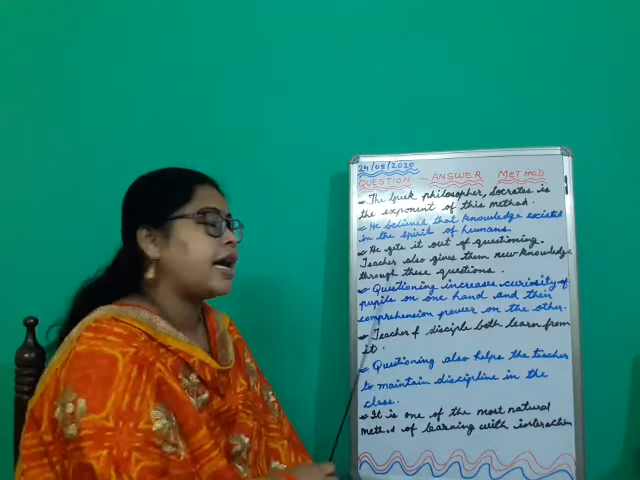 24/08/2020
QUESTION - ANSWER METHOD
The Greek philosopher, Socrates is
the exponent of this method.
He believed that knowledge existed
in the spirit of humans.
He gets it out of questioning.
Teacher also gives them new knowledge
through these questions.
Questioning increases curiosity of
pupils on one hand and their
comprehension power on the other.
Teacher & disciple both learn from
it.
Questioning also helps the teacher
to maintain discipline in the
class.
It is one of the most natural
method of learning with interaction